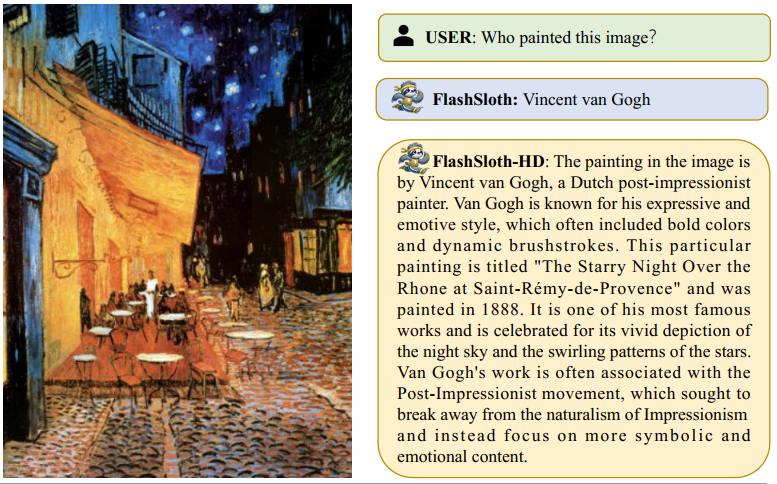 USER: Who painted this image?
FlashSloth: Vincent van Gogh
FlashSloth-HD: The painting in the image is
by Vincent van Gogh, a Dutch post-impressionist
painter. Van Gogh is known for his expressive and
emotive style, which often included bold colors
and dynamic brushstrokes. This particular
painting is titled "The Starry Night Over the
Rhone at Saint-Rémy-de-Provence" and was
painted in 1888. It is one of his most famous
works and is celebrated for its vivid depiction of
the night sky and the swirling patterns of the stars.
Van Gogh's work is often associated with the
Post-Impressionist movement, which sought to
break away from the naturalism of Impressionism
and instead focus on more symbolic and
emotional content.